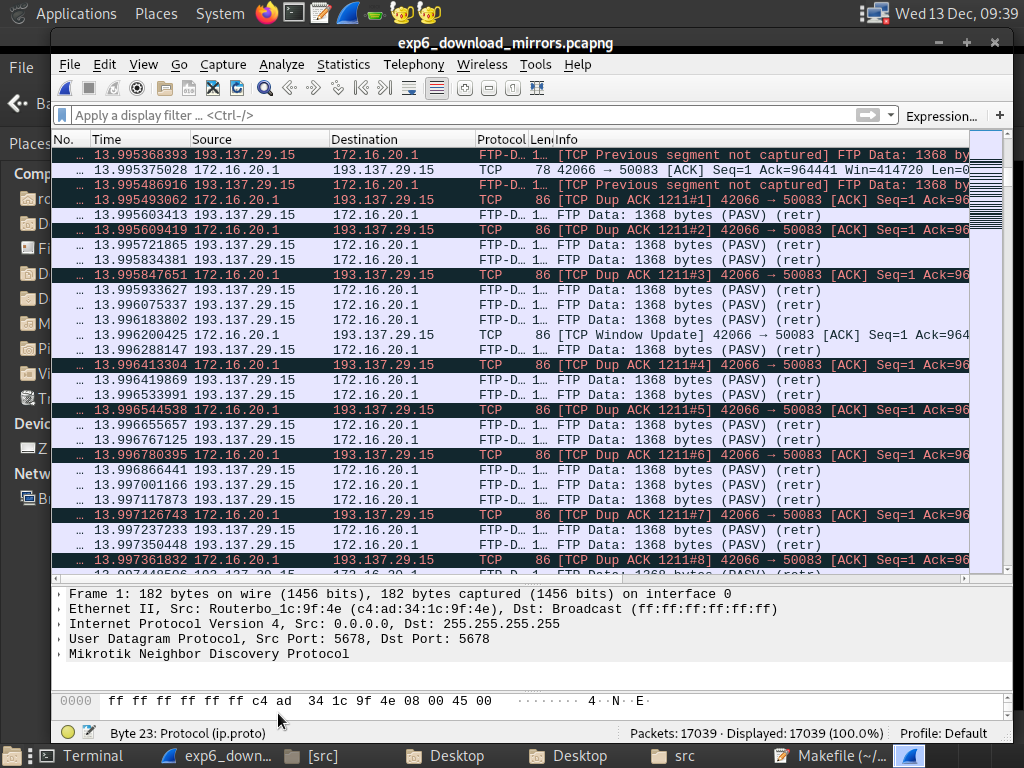 Applications Places System Wed 13 Dec, 09:39
exp6_download_mirrors.pcapng
File
File Edit View Go Capture Analyze Statistics Telephony Wireless Tools Help
Apply a display filter ... <Ctrl-/> Expression... +
Places
Comp
Devic
Netw
No. Time Source Destination Protocol Len Info
... 13.995368393 193.137.29.15 172.16.20.1 FTP-D... 1... [TCP Previous segment not captured] FTP Data: 1368 by
... 13.995375028 193.137.29.15 172.16.20.1 TCP 78 42066 → 50083 [ACK] Seq=1 Ack=964441 Win=414720 Len=0
... 13.995486916 193.137.29.15 172.16.20.1 FTP-D... 1... [TCP Previous segment not captured] FTP Data: 1368 by
... 13.995493062 172.16.20.1 193.137.29.15 TCP 86 [TCP Dup ACK 1211#1] 42066 → 50083 [ACK] Seq=1 Ack=96
... 13.995603413 193.137.29.15 172.16.20.1 FTP-D... 1... FTP Data: 1368 bytes (PASV) (retr)
... 13.995609419 172.16.20.1 193.137.29.15 TCP 86 [TCP Dup ACK 1211#2] 42066 → 50083 [ACK] Seq=1 Ack=96
... 13.995721865 193.137.29.15 172.16.20.1 FTP-D... 1... FTP Data: 1368 bytes (PASV) (retr)
... 13.995834381 193.137.29.15 172.16.20.1 FTP-D... 1... FTP Data: 1368 bytes (PASV) (retr)
... 13.995847651 172.16.20.1 193.137.29.15 TCP 86 [TCP Dup ACK 1211#3] 42066 → 50083 [ACK] Seq=1 Ack=96
... 13.995933627 193.137.29.15 172.16.20.1 FTP-D... 1... FTP Data: 1368 bytes (PASV) (retr)
... 13.996075337 193.137.29.15 172.16.20.1 FTP-D... 1... FTP Data: 1368 bytes (PASV) (retr)
... 13.996183802 193.137.29.15 172.16.20.1 FTP-D... 1... FTP Data: 1368 bytes (PASV) (retr)
... 13.996200425 172.16.20.1 193.137.29.15 TCP 86 [TCP Window Update] 42066 → 50083 [ACK] Seq=1 Ack=964
... 13.996288147 193.137.29.15 172.16.20.1 FTP-D... 1... FTP Data: 1368 bytes (PASV) (retr)
... 13.996413304 172.16.20.1 193.137.29.15 TCP 86 [TCP Dup ACK 1211#4] 42066 → 50083 [ACK] Seq=1 Ack=96
... 13.996419869 193.137.29.15 172.16.20.1 FTP-D... 1... FTP Data: 1368 bytes (PASV) (retr)
... 13.996533991 193.137.29.15 172.16.20.1 FTP-D... 1... FTP Data: 1368 bytes (PASV) (retr)
... 13.996544538 172.16.20.1 193.137.29.15 TCP 86 [TCP Dup ACK 1211#5] 42066 → 50083 [ACK] Seq=1 Ack=96
... 13.996655657 193.137.29.15 172.16.20.1 FTP-D... 1... FTP Data: 1368 bytes (PASV) (retr)
... 13.996767125 193.137.29.15 172.16.20.1 FTP-D... 1... FTP Data: 1368 bytes (PASV) (retr)
... 13.996780395 172.16.20.1 193.137.29.15 TCP 86 [TCP Dup ACK 1211#6] 42066 → 50083 [ACK] Seq=1 Ack=96
... 13.996866441 193.137.29.15 172.16.20.1 FTP-D... 1... FTP Data: 1368 bytes (PASV) (retr)
... 13.997001166 193.137.29.15 172.16.20.1 FTP-D... 1... FTP Data: 1368 bytes (PASV) (retr)
... 13.997117873 193.137.29.15 172.16.20.1 FTP-D... 1... FTP Data: 1368 bytes (PASV) (retr)
... 13.997126743 172.16.20.1 193.137.29.15 TCP 86 [TCP Dup ACK 1211#7] 42066 → 50083 [ACK] Seq=1 Ack=96
... 13.997237233 193.137.29.15 172.16.20.1 FTP-D... 1... FTP Data: 1368 bytes (PASV) (retr)
... 13.997350448 193.137.29.15 172.16.20.1 FTP-D... 1... FTP Data: 1368 bytes (PASV) (retr)
... 13.997361832 172.16.20.1 193.137.29.15 TCP 86 [TCP Dup ACK 1211#8] 42066 → 50083 [ACK] Seq=1 Ack=96
Frame 1: 182 bytes on wire (1456 bits), 182 bytes captured (1456 bits) on interface 0
Ethernet II, Src: Routerbo_1c:9f:4e (c4:ad:34:1c:9f:4e), Dst: Broadcast (ff:ff:ff:ff:ff:ff)
Internet Protocol Version 4, Src: 0.0.0.0, Dst: 255.255.255.255
User Datagram Protocol, Src Port: 5678, Dst Port: 5678
Mikrotik Neighbor Discovery Protocol
0000 ff ff ff ff ff ff c4 ad 34 1c 9f 4e 08 00 45 00 ········ 4··N··E·
Byte 23: Protocol (ip.proto) Packets: 17039 · Displayed: 17039 (100.0%) Profile: Default
Terminal exp6_down... [src] Desktop Desktop src Makefile (~/...